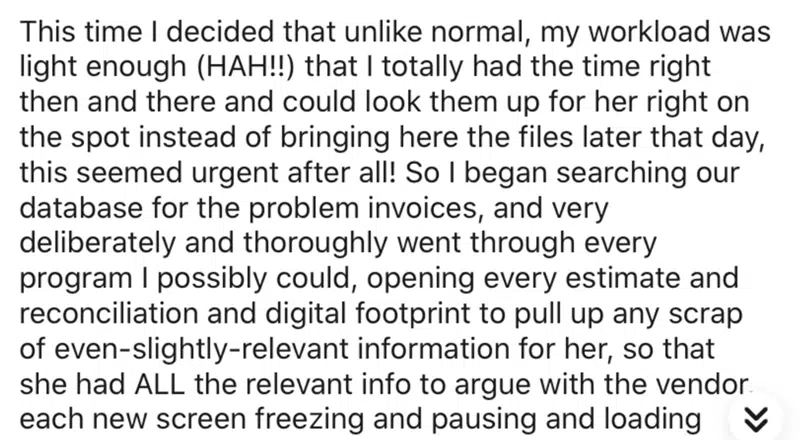 This time I decided that unlike normal, my workload was
light enough (HAH!!) that I totally had the time right
then and there and could look them up for her right on
the spot instead of bringing here the files later that day,
this seemed urgent after all! So I began searching our
database for the problem invoices, and very
deliberately and thoroughly went through every
program I possibly could, opening every estimate and
reconciliation and digital footprint to pull up any scrap
of even-slightly-relevant information for her, so that
she had ALL the relevant info to argue with the vendor.
each new screen freezing and pausing and loading